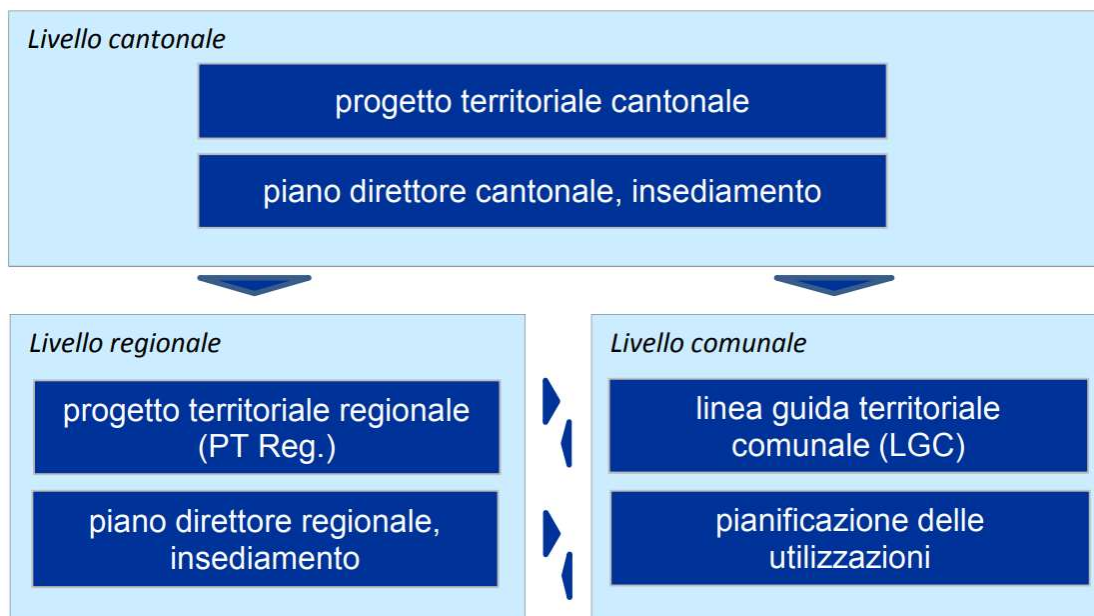 Livello cantonale
progetto territoriale cantonale
piano direttore cantonale, insediamento
Livello regionale
progetto territoriale regionale
(PT Reg.)
piano direttore regionale,
insediamento
Livello comunale
linea guida territoriale
comunale (LGC)
pianificazione delle
utilizzazioni